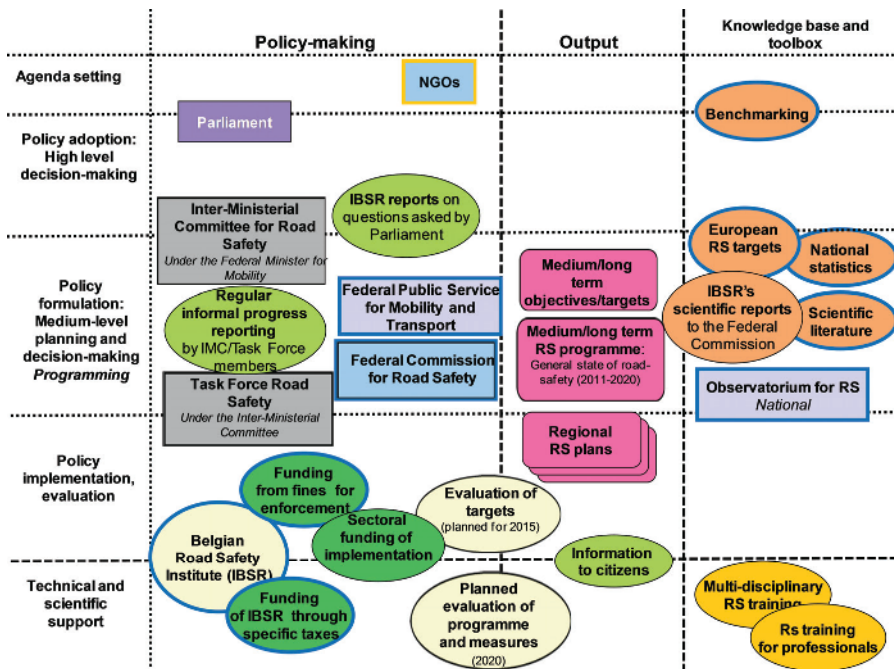 Policy-making
Output
Knowledge base and
toolbox
Agenda setting
NGOs
Benchmarking
Policy adoption:
High level
decision-making
Parliament
IBSR reports on
questions asked by
Parliament
Inter-Ministerial
Committee for Road
Safety
Under the Federal Minister for
Mobility
European
RS targets
National
statistics
Policy
formulation:
Medium-level
planning and
decision-making
Programming
Regular
informal progress
reporting
by IMC/Task Force
members
Federal Public Service
for Mobility and
Transport
Federal Commission
for Road Safety
Medium/long
term
objectives/targets
Medium/long term
RS programme:
General state of road-
safety (2011-2020)
IBSR's
scientific reports
to the Federal
Commission
Scientific
literature
Task Force Road
Safety
Under the Inter-Ministerial
Committee
Observatorium for RS
National
Policy
implementation,
evaluation
Regional
RS plans
Funding
from fines for
enforcement
Sectoral
funding of
implementation
Evaluation of
targets
(planned for 2015)
Belgian
Road Safety
Institute (IBSR)
Information
to citizens
Technical and
scientific
support
Funding
of IBSR through
specific taxes
Planned
evaluation of
programme
and measures
(2020)
Multi-disciplinary
RS training
Rs training
for professionals